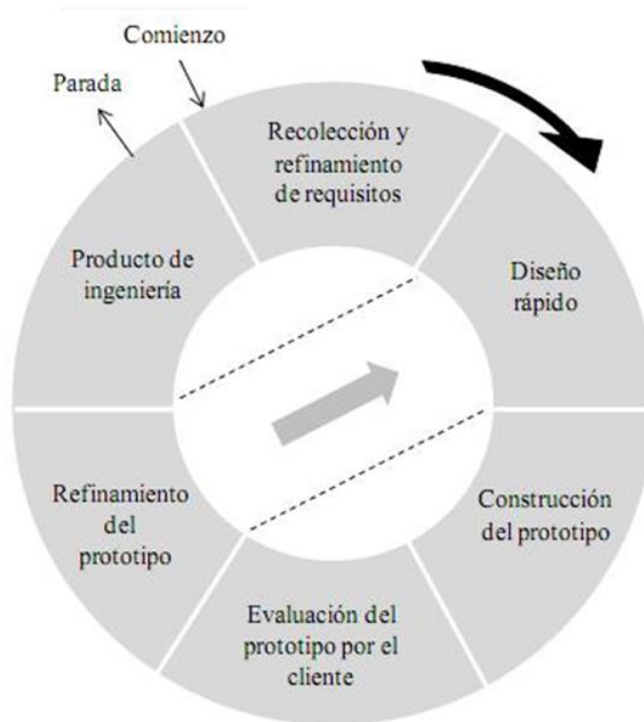 Comienzo
Parada
Recolección y
refinamiento
de requisitos
Diseño
rápido
Construcción
del prototipo
Evaluación del
prototipo por el
cliente
Refinamiento
del
prototipo
Producto de
ingeniería